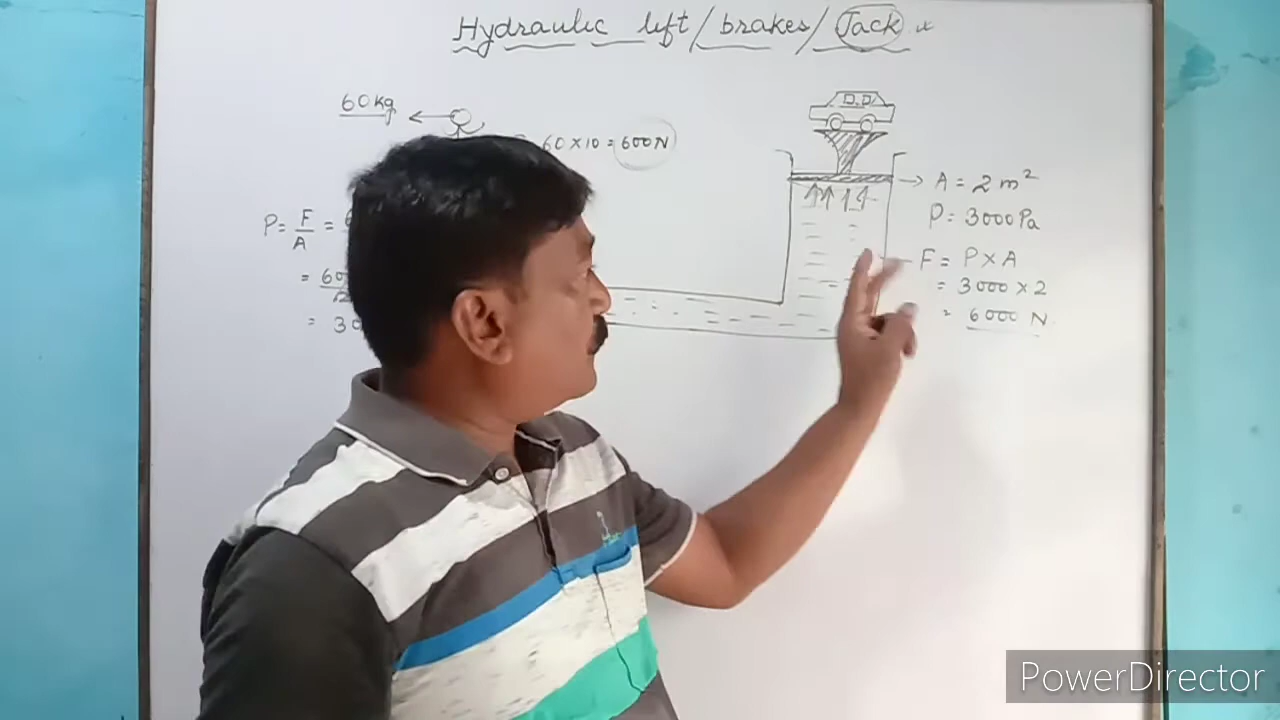 Hydraulic lift / brakes / Jack
60 kg
60 × 10 = 600 N
A = 2 m²
P = 3000 Pa
P = F/A =
F = P × A
= 3000 × 2
= 6000 N
PowerDirector